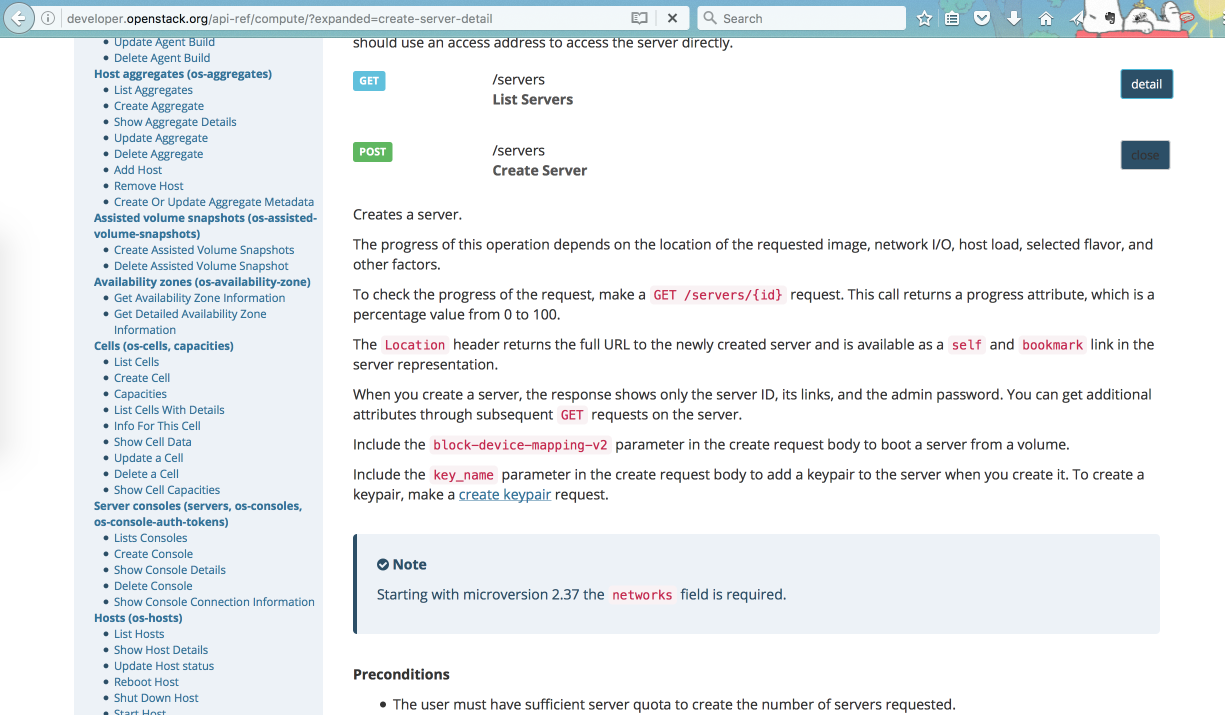 developer.openstack.org/api-ref/compute/?expanded=create-server-detail
Search
Update Agent Build
Delete Agent Build
Host aggregates (os-aggregates)
List Aggregates
Create Aggregate
Show Aggregate Details
Update Aggregate
Delete Aggregate
Add Host
Remove Host
Create Or Update Aggregate Metadata
Assisted volume snapshots (os-assisted-
volume-snapshots)
Create Assisted Volume Snapshots
Delete Assisted Volume Snapshot
Availability zones (os-availability-zone)
Get Availability Zone Information
Get Detailed Availability Zone
Information
Cells (os-cells, capacities)
List Cells
Create Cell
Capacities
List Cells With Details
Info For This Cell
Show Cell Data
Update a Cell
Delete a Cell
Show Cell Capacities
Server consoles (servers, os-consoles,
os-console-auth-tokens)
Lists Consoles
Create Console
Show Console Details
Delete Console
Show Console Connection Information
Hosts (os-hosts)
List Hosts
Show Host Details
Update Host status
Reboot Host
Shut Down Host
Start Host
should use an access address to access the server directly.
GET /servers detail
List Servers
POST /servers close
Create Server
Creates a server.
The progress of this operation depends on the location of the requested image, network I/O, host load, selected flavor, and
other factors.
To check the progress of the request, make a GET /servers/{id} request. This call returns a progress attribute, which is a
percentage value from 0 to 100.
The Location header returns the full URL to the newly created server and is available as a self and bookmark link in the
server representation.
When you create a server, the response shows only the server ID, its links, and the admin password. You can get additional
attributes through subsequent GET requests on the server.
Include the block-device-mapping-v2 parameter in the create request body to boot a server from a volume.
Include the key_name parameter in the create request body to add a keypair to the server when you create it. To create a
keypair, make a create keypair request.
Note
Starting with microversion 2.37 the networks field is required.
Preconditions
The user must have sufficient server quota to create the number of servers requested.